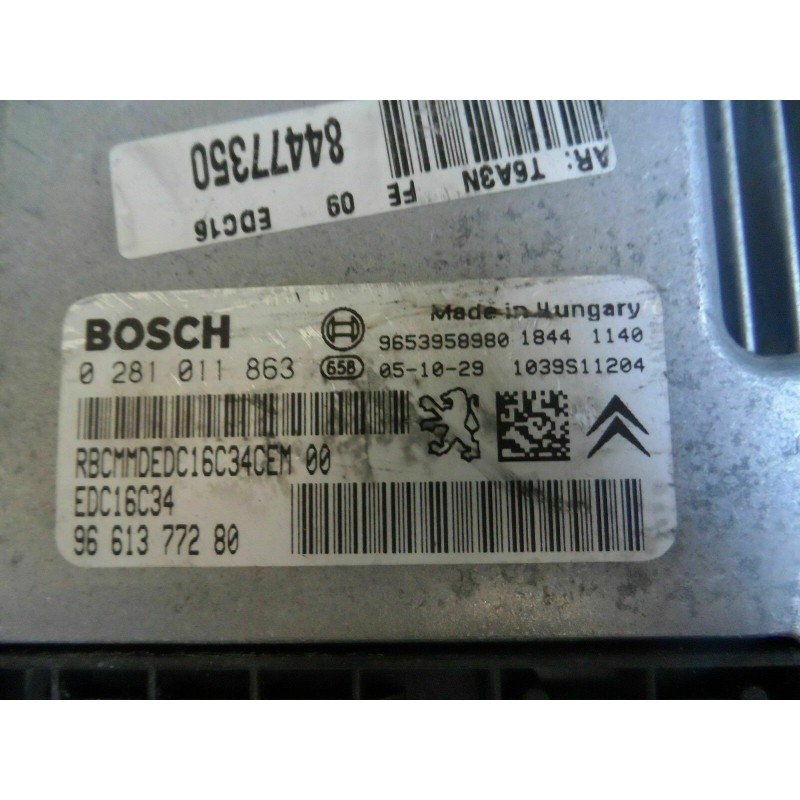 84477350
AR: T6A3N FE 09 EDC16
BOSCH
Made in Hungary
9653958980 1844 1140
0 281 011 863 658 05-10-29 1039S11204
RBCMMDEDC16C34CEM 00
EDC16C34
96 613 772 80